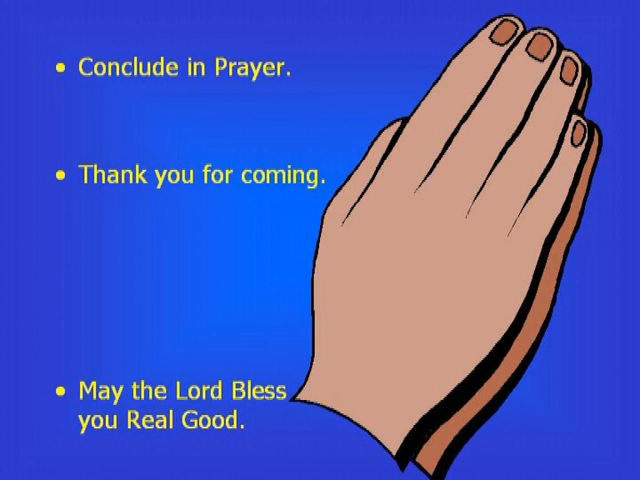 • Conclude in Prayer.
• Thank you for coming.
• May the Lord Bless
you Real Good.